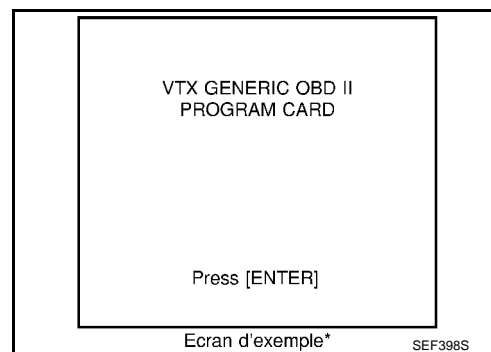 VTX GENERIC OBD II
PROGRAM CARD
Press [ENTER]
Ecran d'exemple*
SEF398S